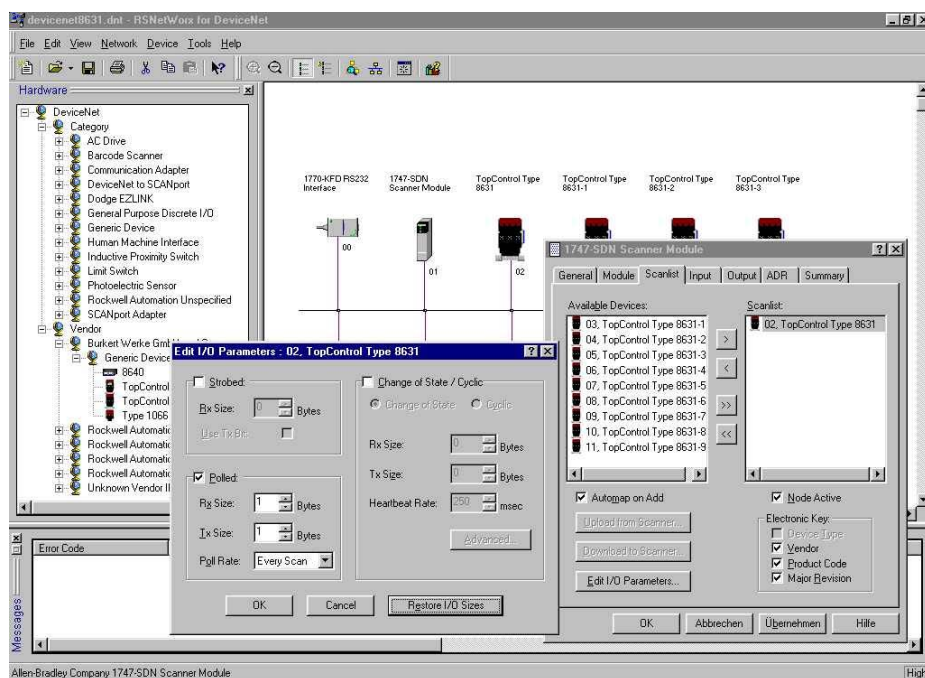 devicenet8631.dnt - RSNetWorx for DeviceNet
File Edit View Network Device Tools Help
Hardware
DeviceNet
Category
AC Drive
Barcode Scanner
Communication Adapter
DeviceNet to SCANport
Dodge EZLINK
General Purpose Discrete I/O
Generic Device
Human Machine Interface
Inductive Proximity Switch
Limit Switch
Photoelectric Sensor
Rockwell Automation Unspecified
SCANport Adapter
Vendor
Burkert Werke
Generic Device
8640
TopControl
TopControl
Type 1066
Rockwell Automatic
Rockwell Automatic
Rockwell Automatic
Rockwell Automatic
Unknown Vendor
1770-KFD RS232 Interface
1747-SDN Scanner Module
TopControl Type 8631
TopControl Type 8631-1
TopControl Type 8631-2
TopControl Type 8631-3
00
01
02
Edit I/O Parameters : 02, TopControl Type 8631
Strobed:
Rx Size: 0 Bytes
Use Tx Bit:
Polled:
Rx Size: 1 Bytes
Tx Size: 1 Bytes
Poll Rate: Every Scan
Change of State / Cyclic
Change of State Cyclic
Rx Size: 0 Bytes
Tx Size: 0 Bytes
Heartbeat Rate: 250 msec
Advanced...
OK Cancel Restore I/O Sizes
1747-SDN Scanner Module
General Module Scanlist Input Output ADR Summary
Available Devices:
03, TopControl Type 8631-1
04, TopControl Type 8631-2
05, TopControl Type 8631-3
06, TopControl Type 8631-4
07, TopControl Type 8631-5
08, TopControl Type 8631-6
09, TopControl Type 8631-7
10, TopControl Type 8631-8
11, TopControl Type 8631-9
>
<
>>
<<
Scanlist:
02, TopControl Type 8631
Automap on Add
Upload from Scanner...
Download to Scanner...
Edit I/O Parameters...
Node Active
Electronic Key:
Device Type
Vendor
Product Code
Major Revision
OK Abbrechen Übernehmen Hilfe
Messages
Error Code
Allen-Bradley Company 1747-SDN Scanner Module
High